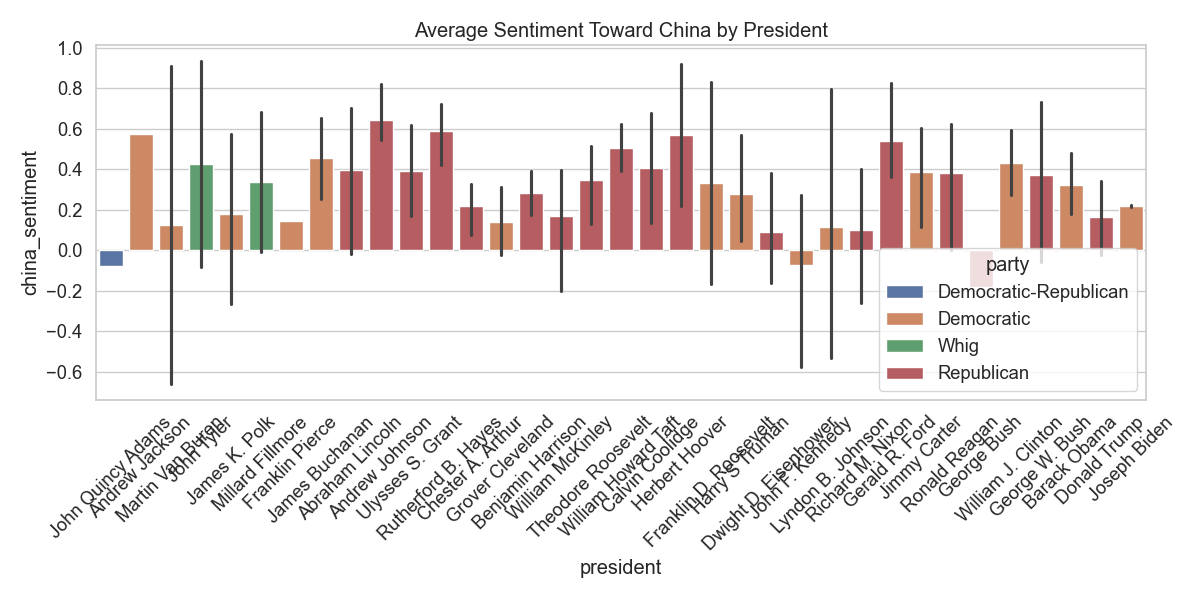 Average Sentiment Toward China by President
china_sentiment
1.0
0.8
0.6
0.4
0.2
0.0
−0.2
−0.4
−0.6
party
Democratic-Republican
Democratic
Whig
Republican
John Quincy Adams
Andrew Jackson
Martin Van Buren
John Tyler
James K. Polk
Millard Fillmore
Franklin Pierce
James Buchanan
Abraham Lincoln
Andrew Johnson
Ulysses S. Grant
Rutherford B. Hayes
Chester A. Arthur
Grover Cleveland
Benjamin Harrison
William McKinley
Theodore Roosevelt
William Howard Taft
Calvin Coolidge
Herbert Hoover
Franklin D. Roosevelt
Harry S Truman
Dwight D. Eisenhower
John F. Kennedy
Lyndon B. Johnson
Richard M. Nixon
Gerald R. Ford
Jimmy Carter
Ronald Reagan
George Bush
William J. Clinton
George W. Bush
Barack Obama
Donald Trump
Joseph Biden
president